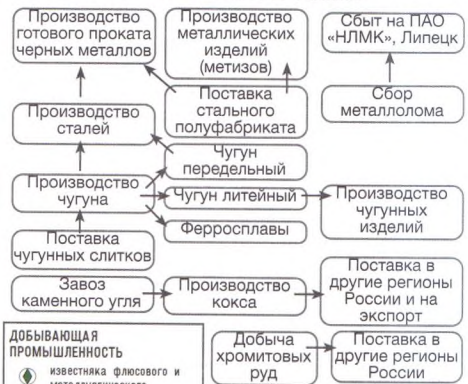 Производство
готового проката
черных металлов
Производство
металлических
изделий
(метизов)
Сбыт на ПАО
«НЛМК», Липецк
Производство
сталей
Поставка
стального
полуфабриката
Сбор
металлолома
Чугун
передельный
Производство
чугуна
Чугун литейный
Производство
чугунных
изделий
Ферросплавы
Поставка
чугунных слитков
Завоз
каменного угля
Производство
кокса
Поставка в
другие регионы
России и на
экспорт
ДОБЫВАЮЩАЯ
ПРОМЫШЛЕННОСТЬ
известняка флюсового и
Добыча
хромитовых
руд
Поставка в
другие регионы
России